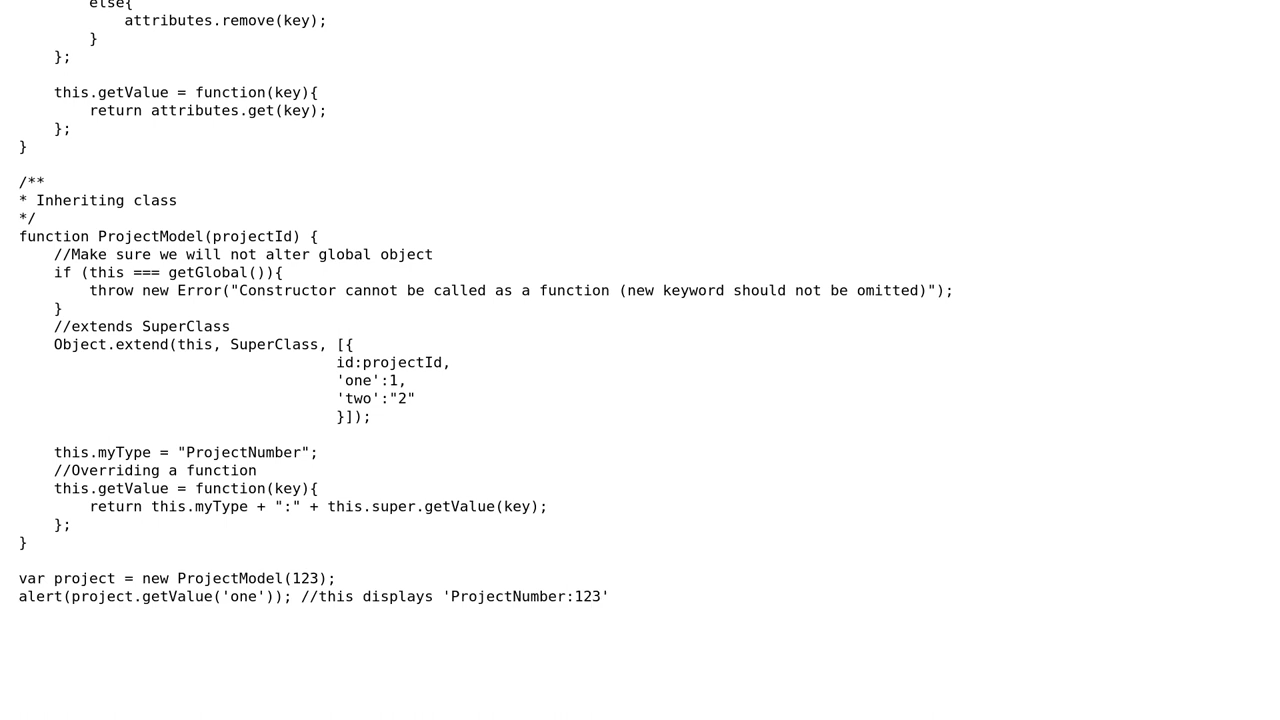 else{
attributes.remove(key);
}
};
this.getValue = function(key){
return attributes.get(key);
};
}
/**
* Inheriting class
*/
function ProjectModel(projectId) {
//Make sure we will not alter global object
if (this === getGlobal()){
throw new Error("Constructor cannot be called as a function (new keyword should not be omitted)");
}
//extends SuperClass
Object.extend(this, SuperClass, [{
id:projectId,
'one':1,
'two':"2"
}]);
this.myType = "ProjectNumber";
//Overriding a function
this.getValue = function(key){
return this.myType + ":" + this.super.getValue(key);
};
}
var project = new ProjectModel(123);
alert(project.getValue('one')); //this displays 'ProjectNumber:123'